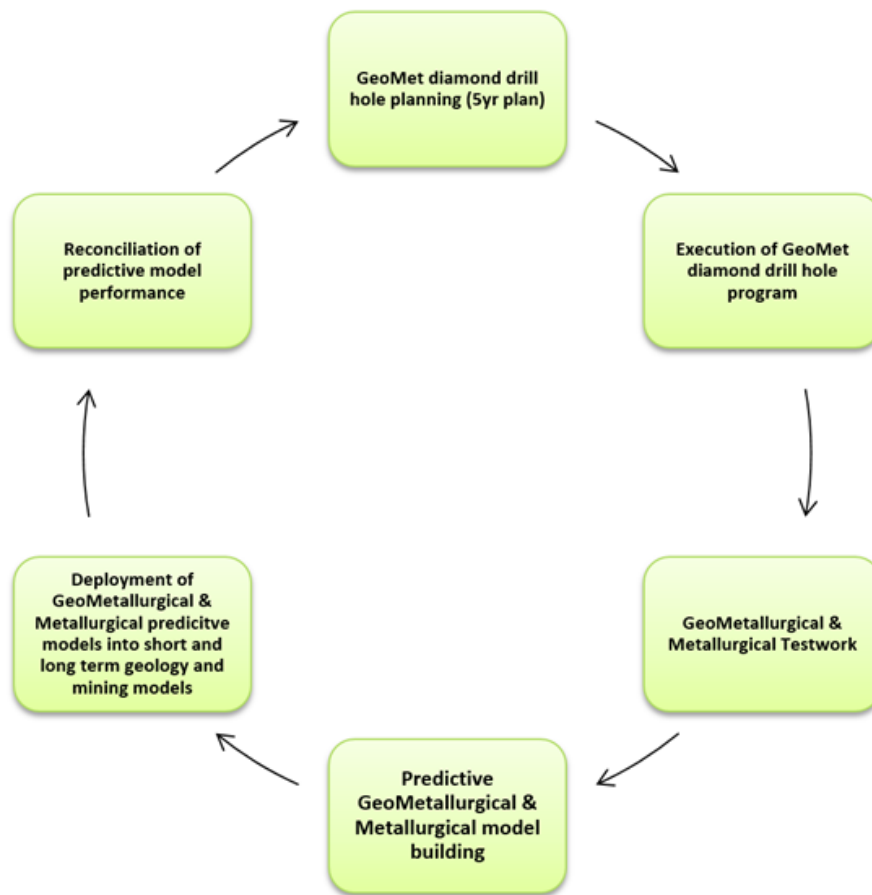 GeoMet diamond drill
hole planning (5yr plan)
Execution of GeoMet
diamond drill hole
program
GeoMetallurgical &
Metallurgical Testwork
Predictive
GeoMetallurgical &
Metallurgical model
building
Deployment of
GeoMetallurgical &
Metallurgical predicitve
models into short and
long term geology and
mining models
Reconciliation of
predictive model
performance